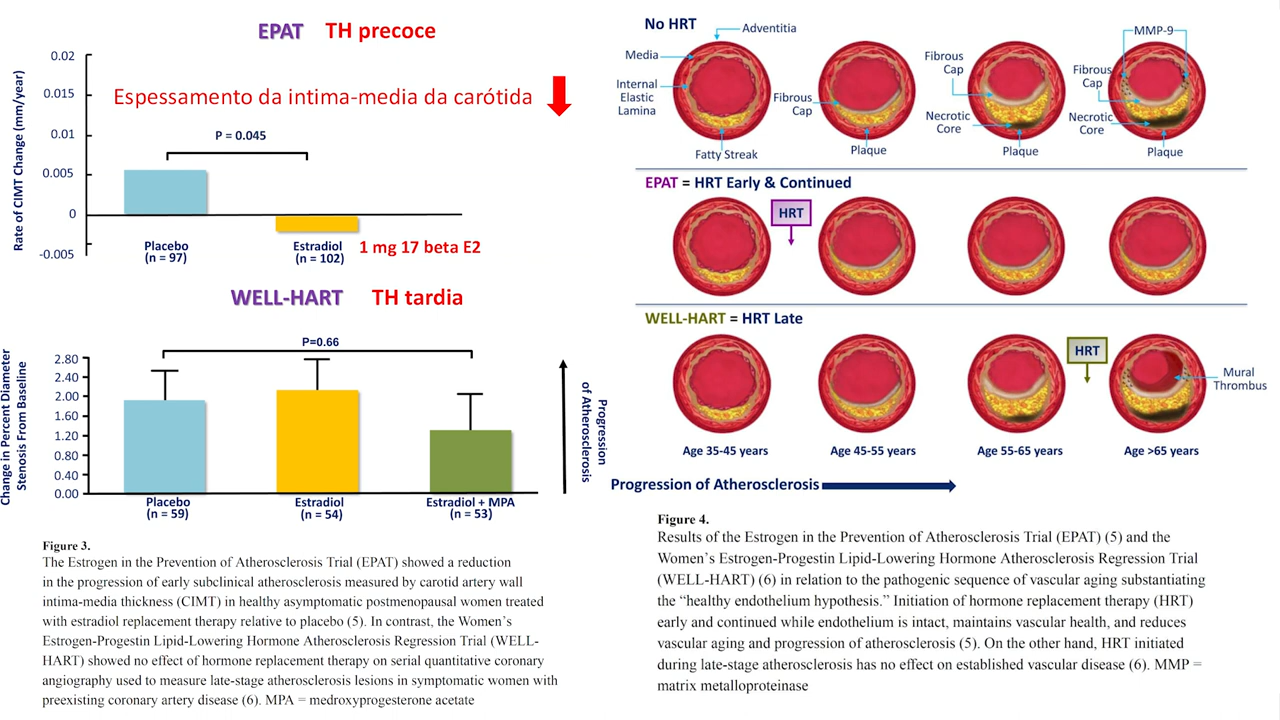 EPAT TH precoce
0.02
0.015
0.01
0.005
0
-0.005
Rate of CIMT Change (mm/year)
Espessamento da intima-media da carótida
P = 0.045
Placebo
(n = 97)
Estradiol
(n = 102)
1 mg 17 beta E2
WELL-HART TH tardia
P=0.66
2.80
2.40
2.00
1.60
1.20
0.80
0.40
0.00
Change in Percent Diameter
Stenosis From Baseline
Placebo
(n = 59)
Estradiol
(n = 54)
Estradiol + MPA
(n = 53)
Progression
of Atherosclerosis
Figure 3.
The Estrogen in the Prevention of Atherosclerosis Trial (EPAT) showed a reduction
in the progression of early subclinical atherosclerosis measured by carotid artery wall
intima-media thickness (CIMT) in healthy asymptomatic postmenopausal women treated
with estradiol replacement therapy relative to placebo (5). In contrast, the Women's
Estrogen-Progestin Lipid-Lowering Hormone Atherosclerosis Regression Trial (WELL-
HART) showed no effect of hormone replacement therapy on serial quantitative coronary
angiography used to measure late-stage atherosclerosis lesions in symptomatic women with
preexisting coronary artery disease (6). MPA = medroxyprogesterone acetate
No HRT
Adventitia
Media
Internal
Elastic
Lamina
Fatty Streak
Fibrous
Cap
Plaque
Fibrous
Cap
Necrotic
Core
Plaque
MMP-9
Fibrous
Cap
Necrotic
Core
Plaque
EPAT = HRT Early & Continued
HRT
WELL-HART = HRT Late
HRT
Mural
Thrombus
Age 35-45 years
Age 45-55 years
Age 55-65 years
Age >65 years
Progression of Atherosclerosis
Figure 4.
Results of the Estrogen in the Prevention of Atherosclerosis Trial (EPAT) (5) and the
Women's Estrogen-Progestin Lipid-Lowering Hormone Atherosclerosis Regression Trial
(WELL-HART) (6) in relation to the pathogenic sequence of vascular aging substantiating
the “healthy endothelium hypothesis.” Initiation of hormone replacement therapy (HRT)
early and continued while endothelium is intact, maintains vascular health, and reduces
vascular aging and progression of atherosclerosis (5). On the other hand, HRT initiated
during late-stage atherosclerosis has no effect on established vascular disease (6). MMP =
matrix metalloproteinase